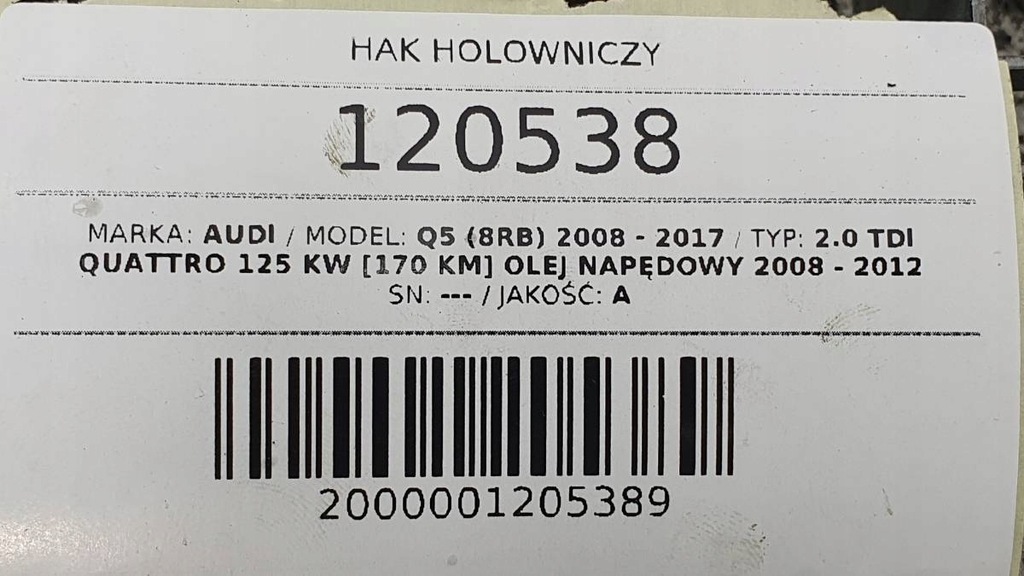 HAK HOLOWNICZY
120538
MARKA: AUDI / MODEL: Q5 (8RB) 2008 - 2017 / TYP: 2.0 TDI
QUATTRO 125 KW [170 KM] OLEJ NAPĘDOWY 2008 - 2012
SN: --- / JAKOŚĆ: A
2000001205389